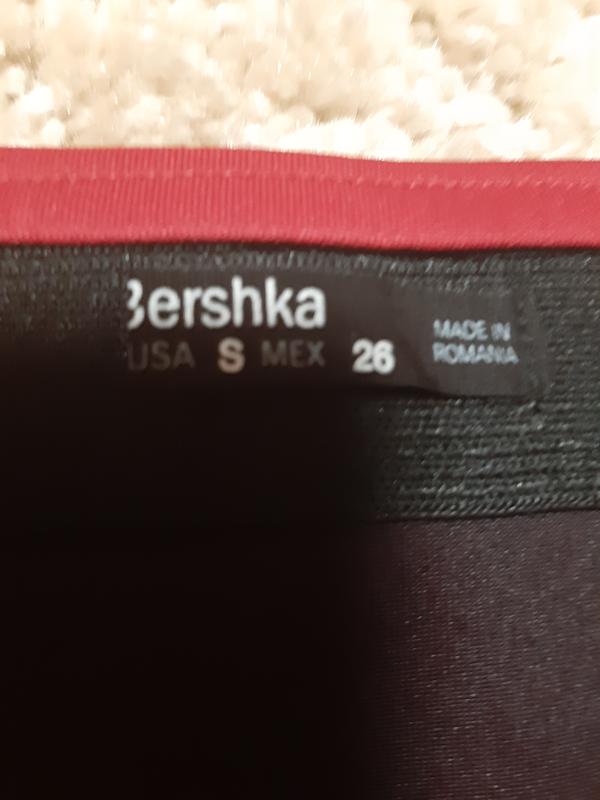 Bershka
USA S MEX 26
MADE IN
ROMANIA